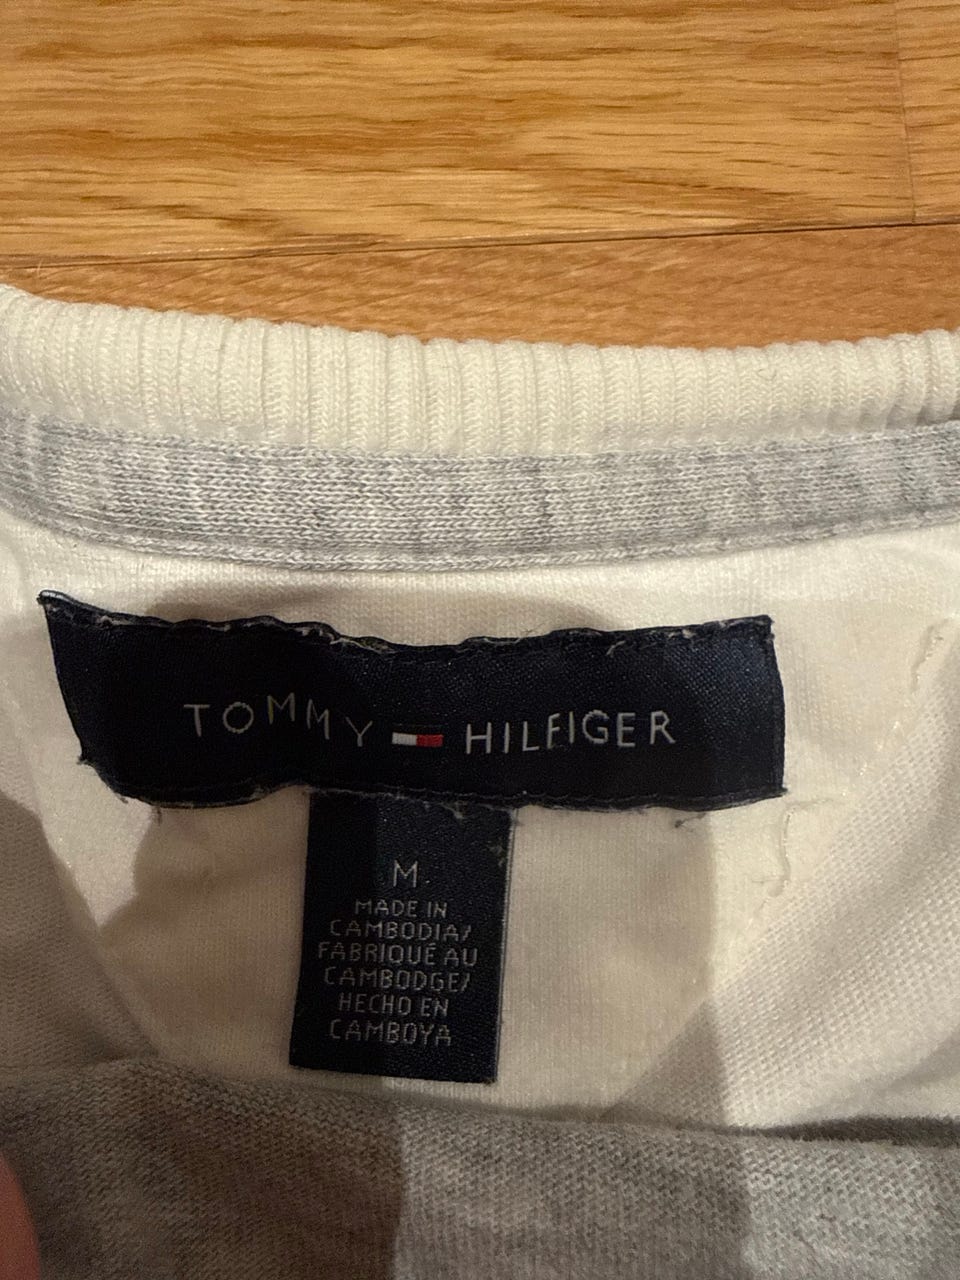 TOMMY HILFIGER
M
MADE IN
CAMBODIA/
FABRIQUÉ AU
CAMBODGE/
HECHO EN
CAMBOYA